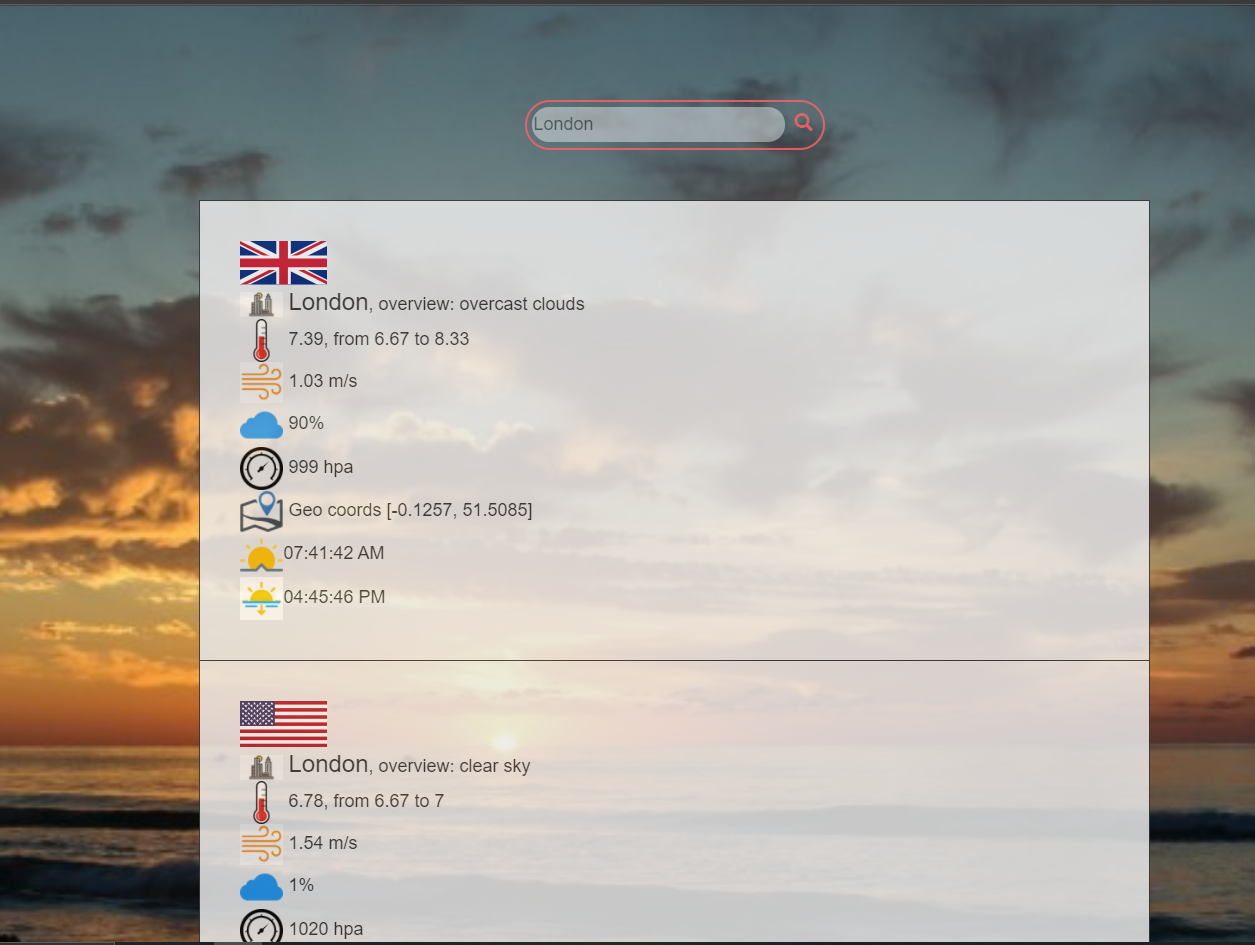 London
London, overview: overcast clouds
7.39, from 6.67 to 8.33
1.03 m/s
90%
999 hpa
Geo coords [-0.1257, 51.5085]
07:41:42 AM
04:45:46 PM
London, overview: clear sky
6.78, from 6.67 to 7
1.54 m/s
1%
1020 hpa